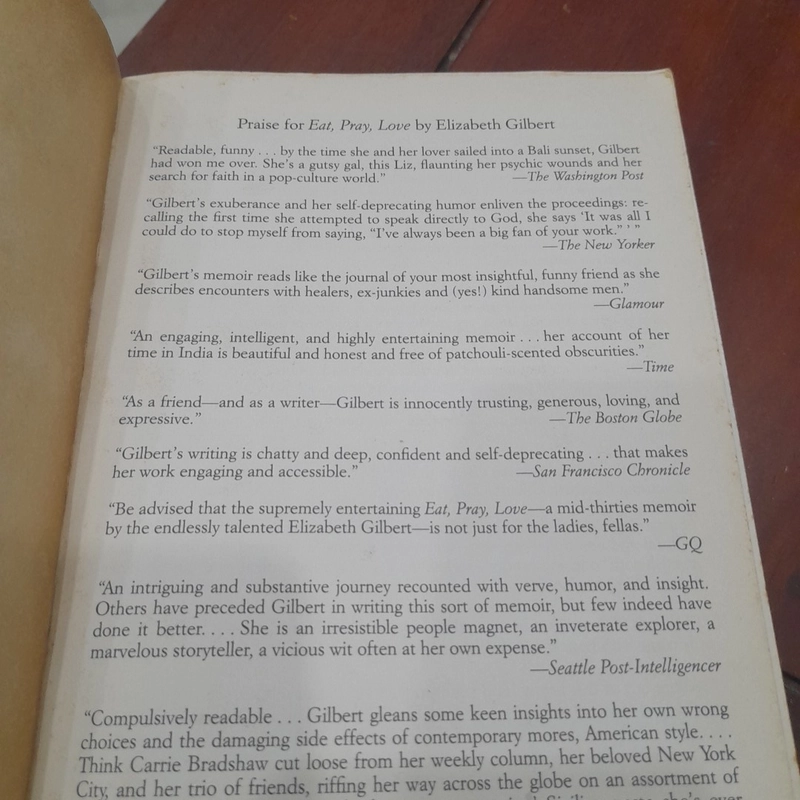 Praise for Eat, Pray, Love by Elizabeth Gilbert
“Readable, funny . . . by the time she and her lover sailed into a Bali sunset, Gilbert
had won me over. She’s a gutsy gal, this Liz, flaunting her psychic wounds and her
search for faith in a pop-culture world.” —The Washington Post
“Gilbert’s exuberance and her self-deprecating humor enliven the proceedings: re-
calling the first time she attempted to speak directly to God, she says ‘It was all I
could do to stop myself from saying, “I’ve always been a big fan of your work.” ’ ”
—The New Yorker
“Gilbert’s memoir reads like the journal of your most insightful, funny friend as she
describes encounters with healers, ex-junkies and (yes!) kind handsome men.”
—Glamour
“An engaging, intelligent, and highly entertaining memoir . . . her account of her
time in India is beautiful and honest and free of patchouli-scented obscurities.”
—Time
“As a friend—and as a writer—Gilbert is innocently trusting, generous, loving, and
expressive.” —The Boston Globe
“Gilbert’s writing is chatty and deep, confident and self-deprecating . . . that makes
her work engaging and accessible.” —San Francisco Chronicle
“Be advised that the supremely entertaining Eat, Pray, Love—a mid-thirties memoir
by the endlessly talented Elizabeth Gilbert—is not just for the ladies, fellas.”
—GQ
“An intriguing and substantive journey recounted with verve, humor, and insight.
Others have preceded Gilbert in writing this sort of memoir, but few indeed have
done it better. . . . She is an irresistible people magnet, an inveterate explorer, a
marvelous storyteller, a vicious wit often at her own expense.”
—Seattle Post-Intelligencer
“Compulsively readable . . . Gilbert gleans some keen insights into her own wrong
choices and the damaging side effects of contemporary mores, American style. . . .
Think Carrie Bradshaw cut loose from her weekly column, her beloved New York
City, and her trio of friends, riffing her way across the globe on an assortment of